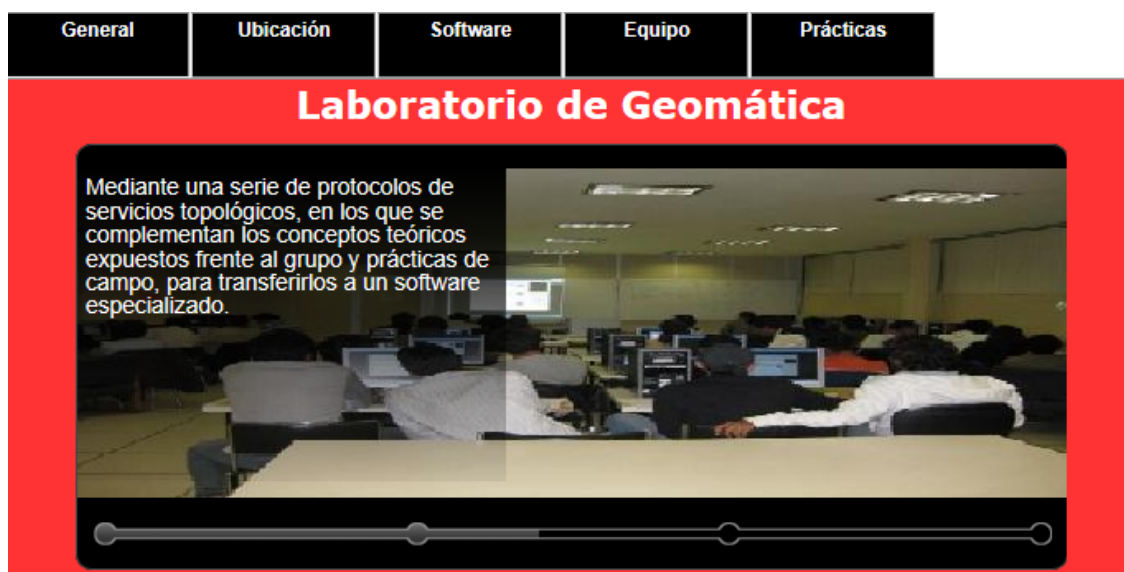 General Ubicación Software Equipo Prácticas
Laboratorio de Geomática
Mediante una serie de protocolos de
servicios topológicos, en los que se
complementan los conceptos teóricos
expuestos frente al grupo y prácticas de
campo, para transferirlos a un software
especializado.